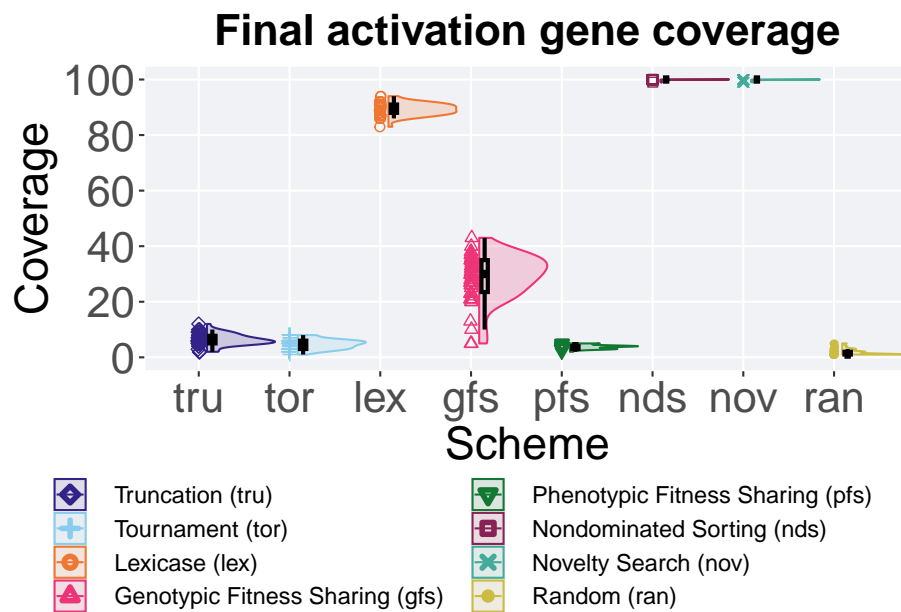 Final activation gene coverage
Coverage
100
80
60
40
20
0
tru tor lex gfs pfs nds nov ran
Scheme
Truncation (tru)
Tournament (tor)
Lexicase (lex)
Genotypic Fitness Sharing (gfs)
Phenotypic Fitness Sharing (pfs)
Nondominated Sorting (nds)
Novelty Search (nov)
Random (ran)